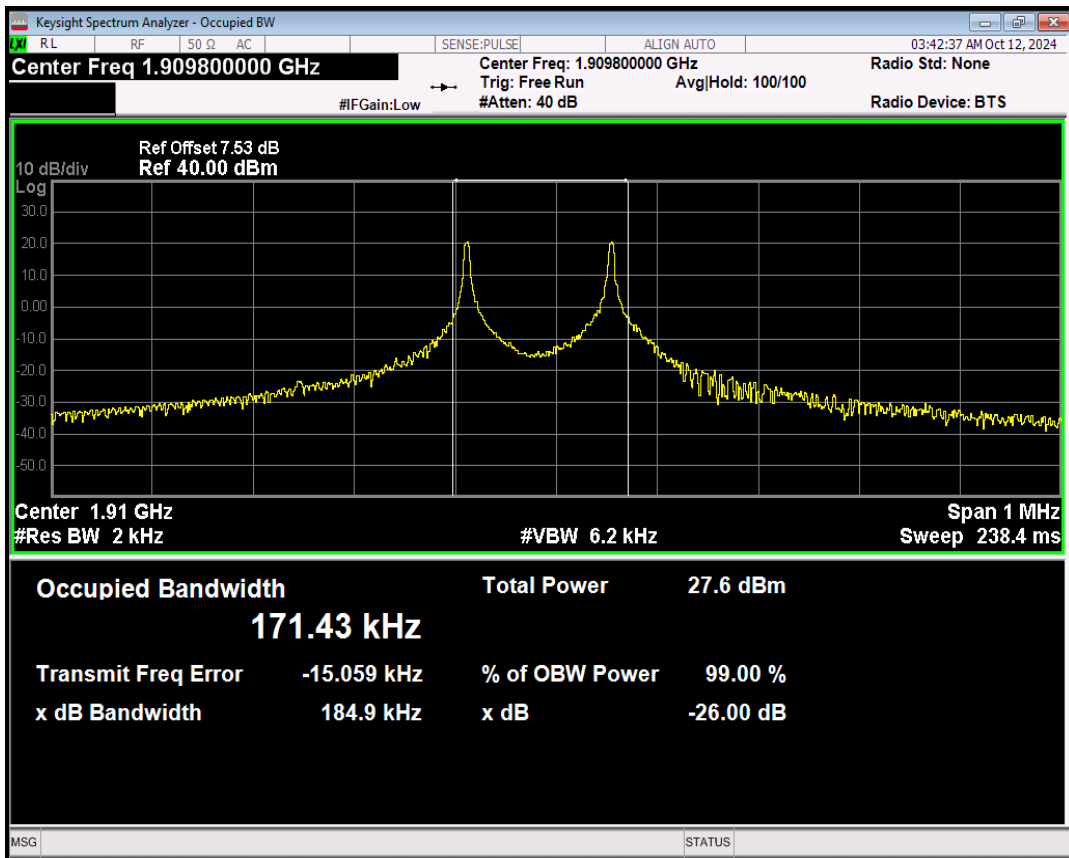 Keysight Spectrum Analyzer - Occupied BW
LXI RL RF 50 Ω AC SENSE:PULSE ALIGN AUTO 03:42:37 AM Oct 12, 2024
Center Freq 1.909800000 GHz Center Freq: 1.909800000 GHz Radio Std: None
Trig: Free Run Avg|Hold: 100/100
#IFGain:Low #Atten: 40 dB Radio Device: BTS
Ref Offset 7.53 dB
10 dB/div Ref 40.00 dBm
Log
30.0
20.0
10.0
0.00
-10.0
-20.0
-30.0
-40.0
-50.0
Center 1.91 GHz Span 1 MHz
#Res BW 2 kHz #VBW 6.2 kHz Sweep 238.4 ms
Occupied Bandwidth Total Power 27.6 dBm
171.43 kHz
Transmit Freq Error -15.059 kHz % of OBW Power 99.00 %
x dB Bandwidth 184.9 kHz x dB -26.00 dB
MSG STATUS